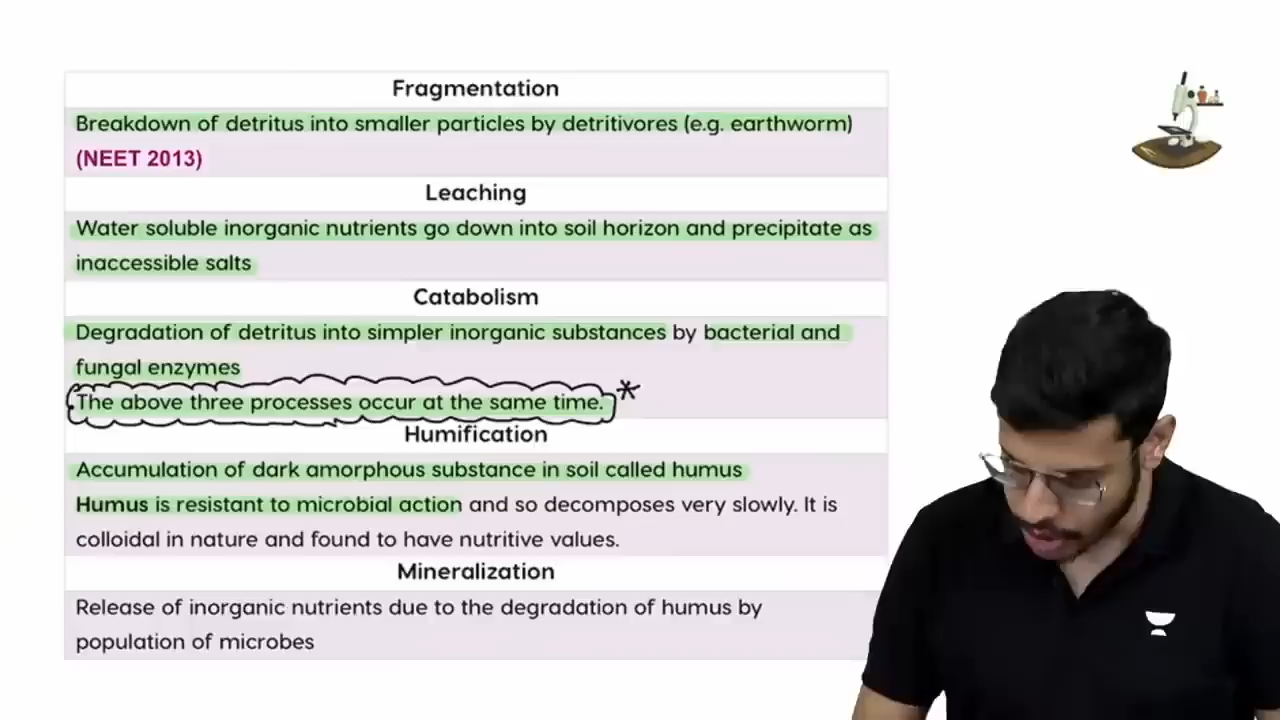 Fragmentation
Breakdown of detritus into smaller particles by detritivores (e.g. earthworm)
(NEET 2013)
Leaching
Water soluble inorganic nutrients go down into soil horizon and precipitate as
inaccessible salts
Catabolism
Degradation of detritus into simpler inorganic substances by bacterial and
fungal enzymes
The above three processes occur at the same time. *
Humification
Accumulation of dark amorphous substance in soil called humus
Humus is resistant to microbial action and so decomposes very slowly. It is
colloidal in nature and found to have nutritive values.
Mineralization
Release of inorganic nutrients due to the degradation of humus by
population of microbes